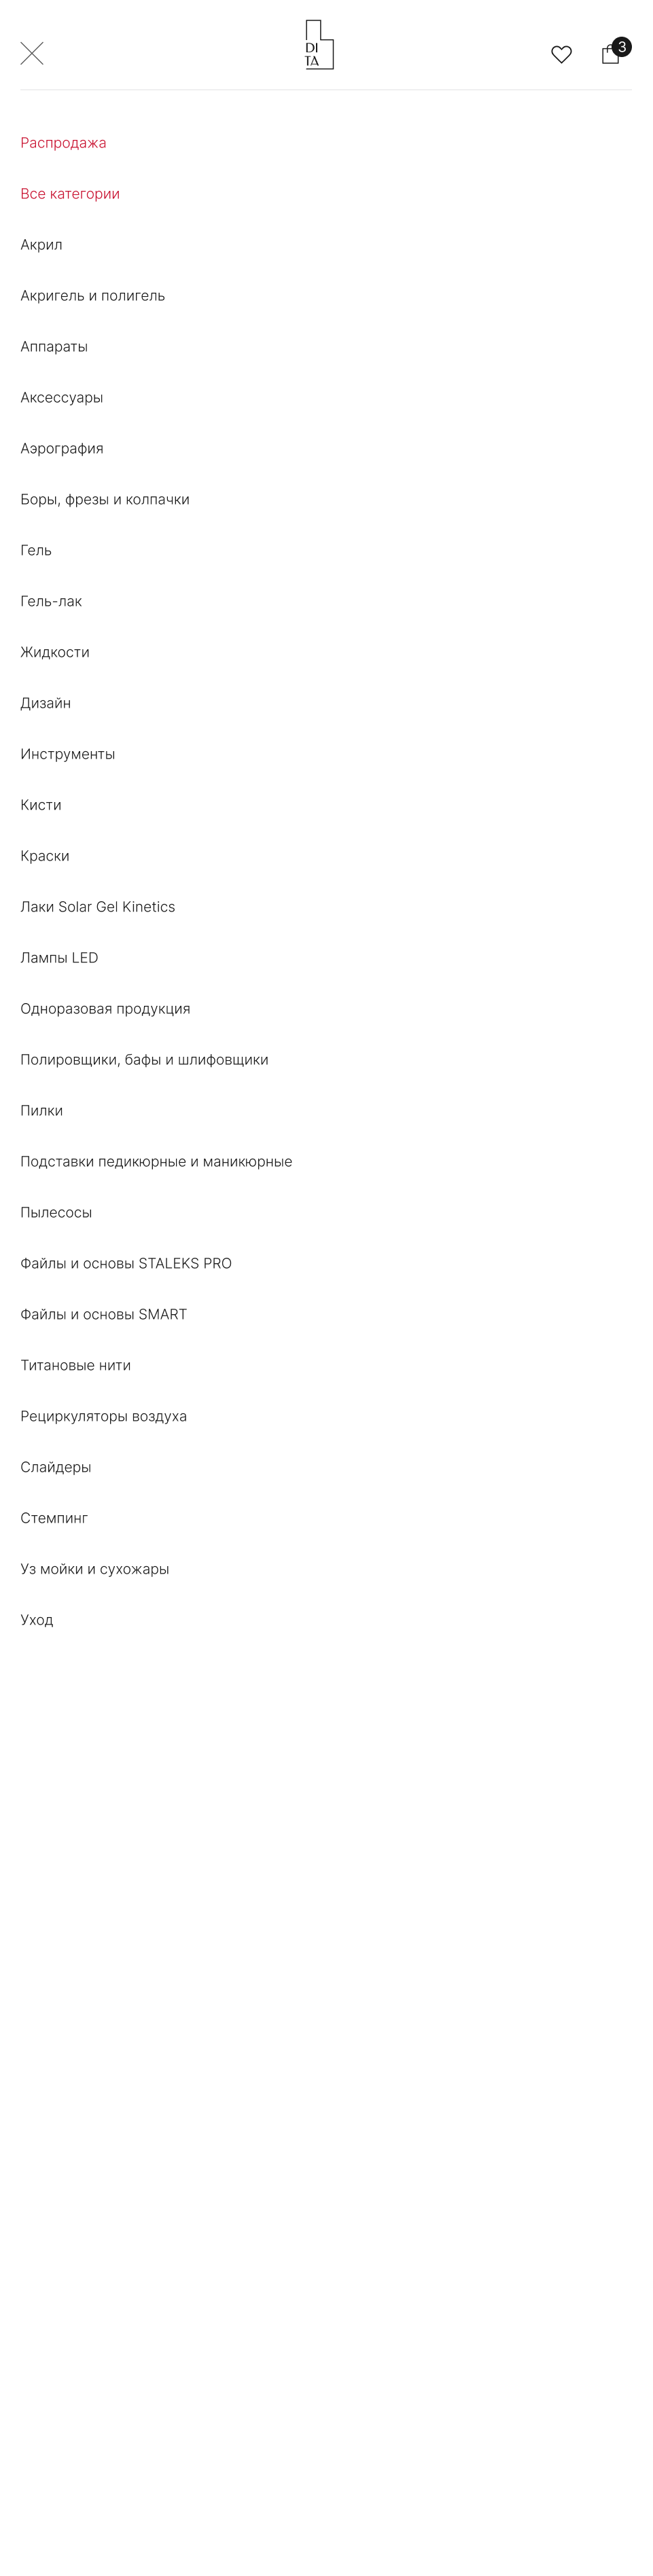 DI
TA
3
Распродажа
Все категории
Акрил
Акригель и полигель
Аппараты
Аксессуары
Аэрография
Боры, фрезы и колпачки
Гель
Гель-лак
Жидкости
Дизайн
Инструменты
Кисти
Краски
Лаки Solar Gel Kinetics
Лампы LED
Одноразовая продукция
Полировщики, бафы и шлифовщики
Пилки
Подставки педикюрные и маникюрные
Пылесосы
Файлы и основы STALEKS PRO
Файлы и основы SMART
Титановые нити
Рециркуляторы воздуха
Слайдеры
Стемпинг
Уз мойки и сухожары
Уход